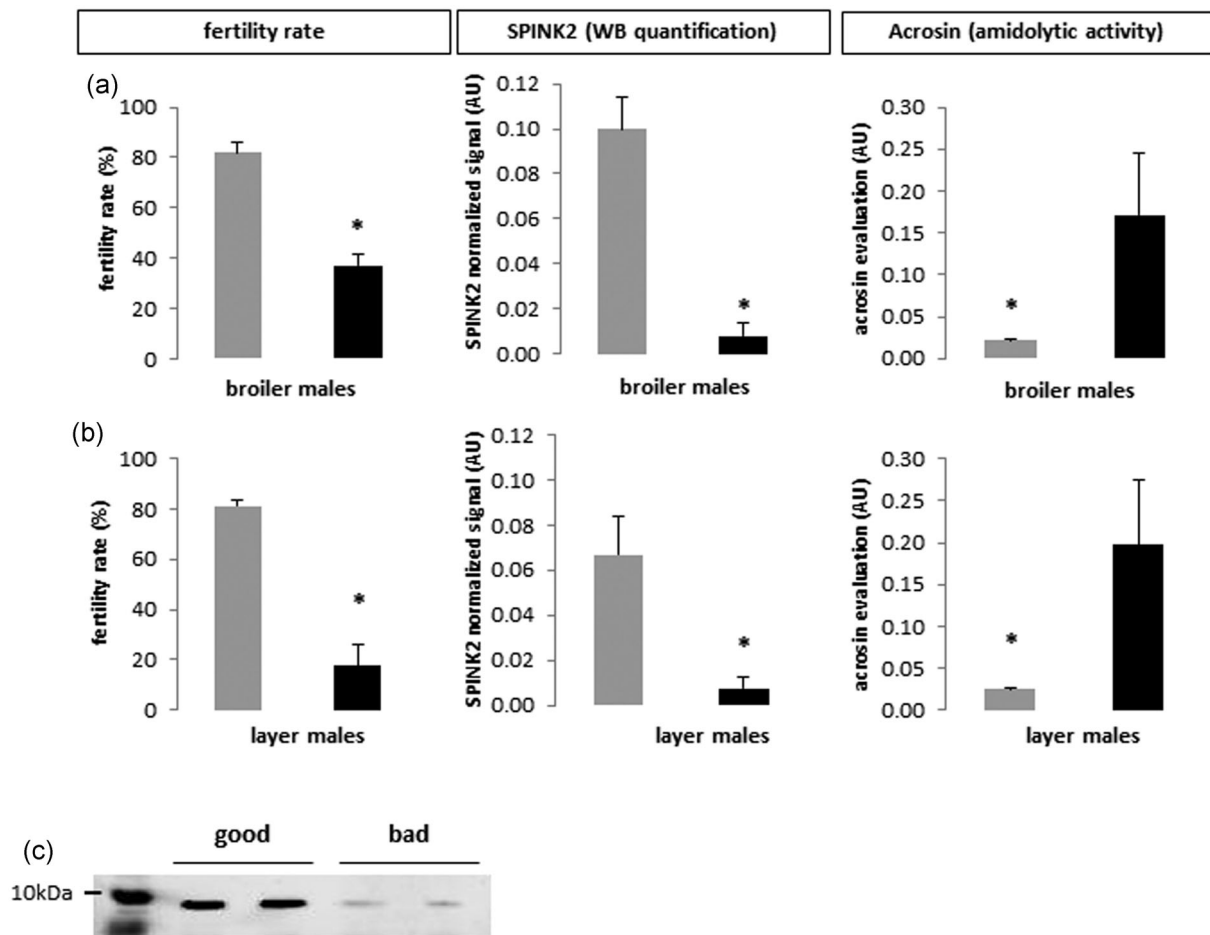 fertility rate
SPINK2 (WB quantification)
Acrosin (amidolytic activity)
(a)
fertility rate (%)
100
80
60
40
20
0
*
broiler males
SPINK2 normalized signal (AU)
0.12
0.10
0.08
0.06
0.04
0.02
0.00
*
broiler males
acrosin evaluation (AU)
0.30
0.25
0.20
0.15
0.10
0.05
0.00
*
broiler males
(b)
fertility rate (%)
100
80
60
40
20
0
*
layer males
SPINK2 normalized signal (AU)
0.12
0.10
0.08
0.06
0.04
0.02
0.00
*
layer males
acrosin evaluation (AU)
0.30
0.25
0.20
0.15
0.10
0.05
0.00
*
layer males
(c)
good
bad
10kDa